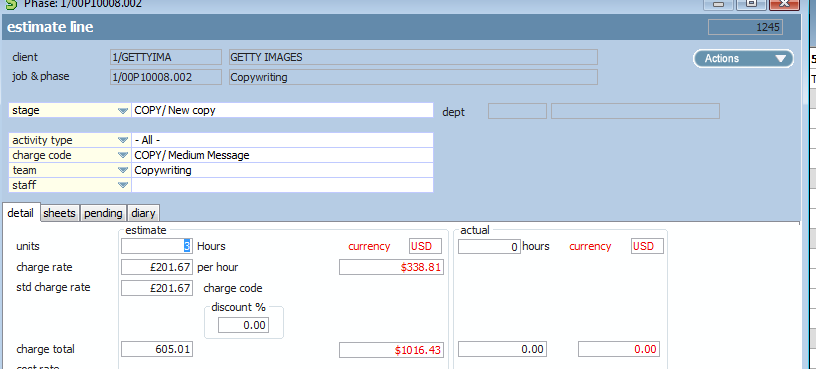 Phase: 1/00P10008.002
estimate line 1245
client 1/GETTYIMA GETTY IMAGES
Actions
job & phase 1/00P10008.002 Copywriting
stage COPY/ New copy dept
activity type - All -
charge code COPY/ Medium Message
team Copywriting
staff
detail sheets pending diary
estimate actual
units 3 Hours currency USD 0 hours currency USD
charge rate £201.67 per hour $338.81
std charge rate £201.67 charge code
discount %
0.00
charge total 605.01 $1016.43 0.00 0.00